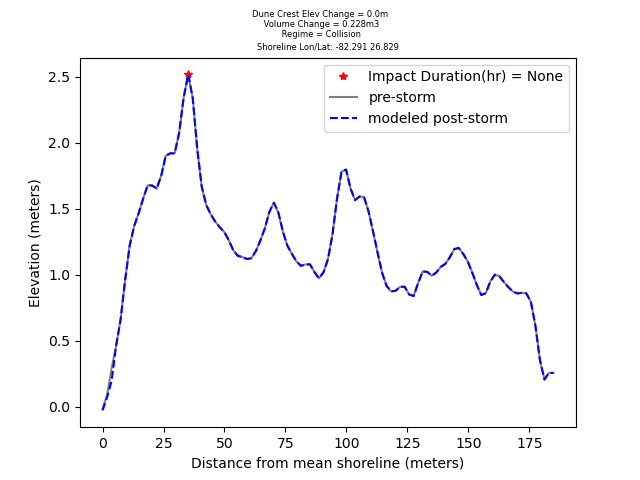 Dune Crest Elev Change = 0.0m
Volume Change = 0.228m3
Regime = Collision
Shoreline Lon/Lat: -82.291 26.829
Impact Duration(hr) = None
pre-storm
modeled post-storm
Elevation (meters)
2.5
2.0
1.5
1.0
0.5
0.0
0 25 50 75 100 125 150 175
Distance from mean shoreline (meters)